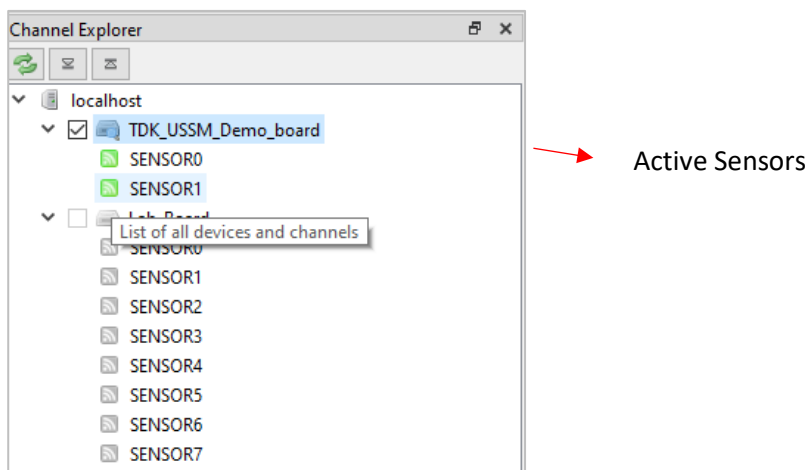 Channel Explorer
localhost
TDK_USSM_Demo_board
SENSOR0
SENSOR1
Active Sensors
List of all devices and channels
SENSOR0
SENSOR1
SENSOR2
SENSOR3
SENSOR4
SENSOR5
SENSOR6
SENSOR7